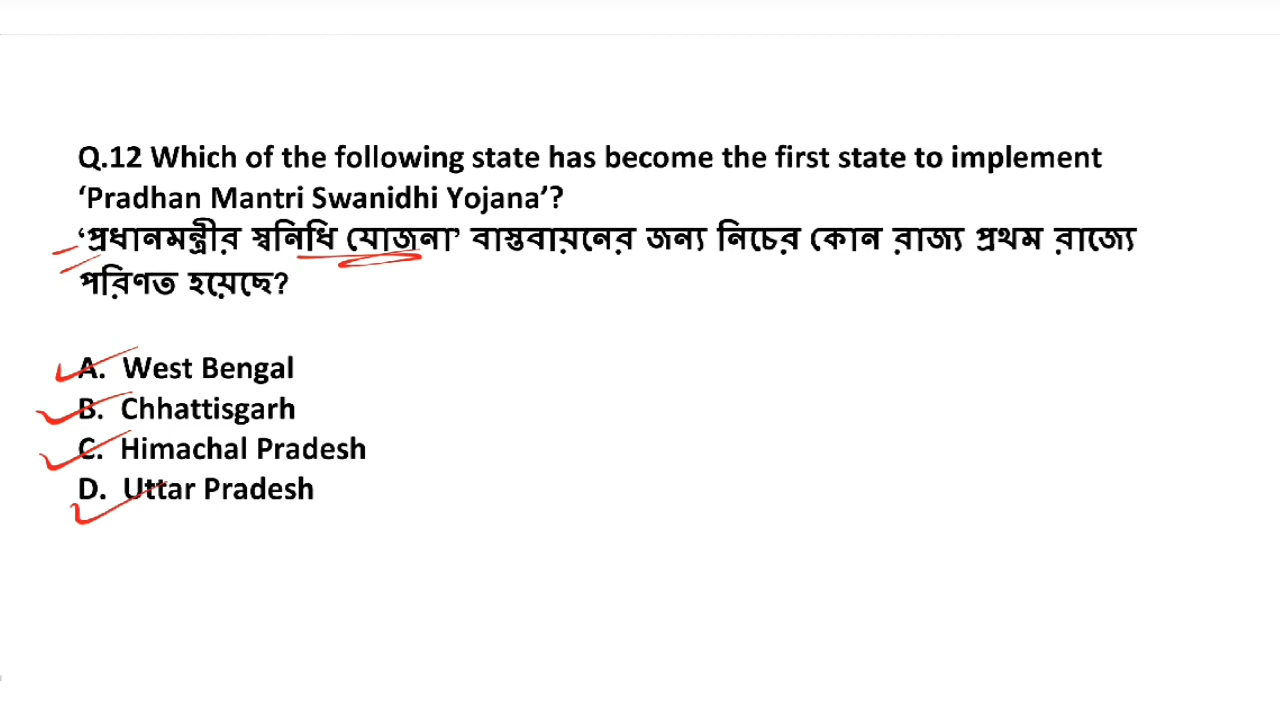 Q.12 Which of the following state has become the first state to implement
‘Pradhan Mantri Swanidhi Yojana’?
‘প্রধানমন্ত্রীর স্বনিধি যোজনা’ বাস্তবায়নের জন্য নিচের কোন রাজ্য প্রথম রাজ্যে
পরিণত হয়েছে?
A. West Bengal
B. Chhattisgarh
C. Himachal Pradesh
D. Uttar Pradesh